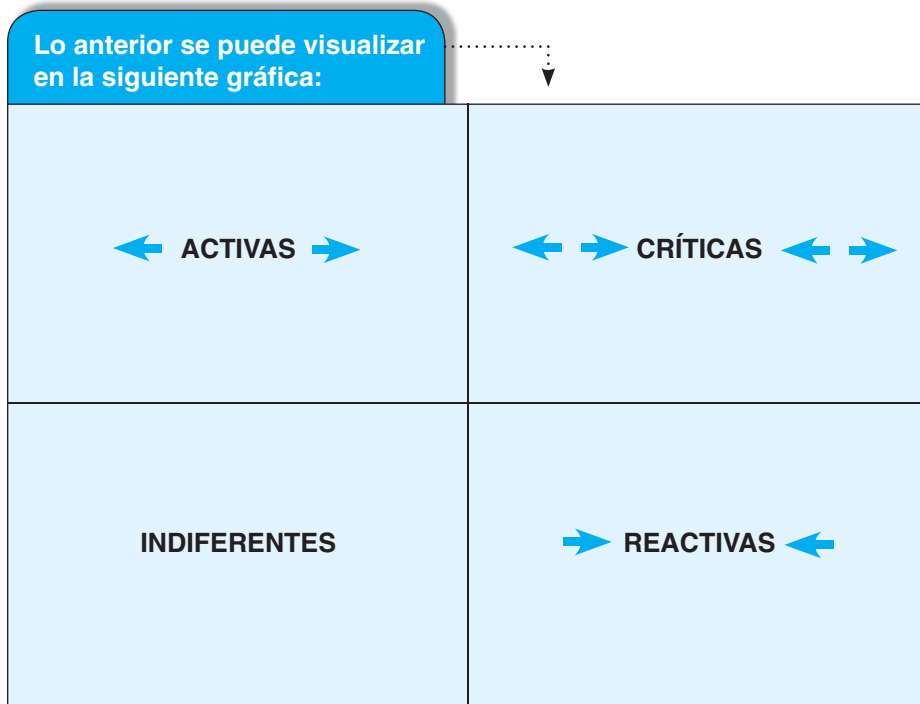 Lo anterior se puede visualizar
en la siguiente gráfica:
ACTIVAS
CRÍTICAS
INDIFERENTES
REACTIVAS